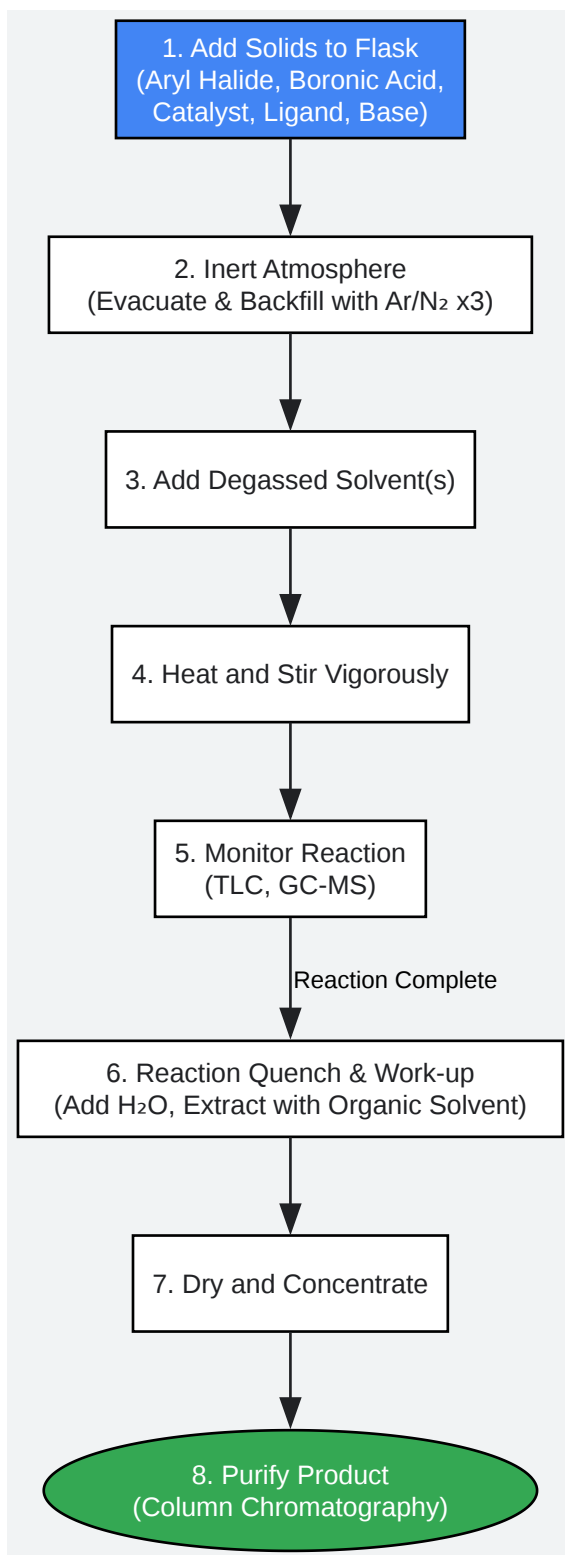 1. Add Solids to Flask
(Aryl Halide, Boronic Acid,
Catalyst, Ligand, Base)
2. Inert Atmosphere
(Evacuate & Backfill with Ar/N₂ x3)
3. Add Degassed Solvent(s)
4. Heat and Stir Vigorously
5. Monitor Reaction
(TLC, GC-MS)
Reaction Complete
6. Reaction Quench & Work-up
(Add H₂O, Extract with Organic Solvent)
7. Dry and Concentrate
8. Purify Product
(Column Chromatography)